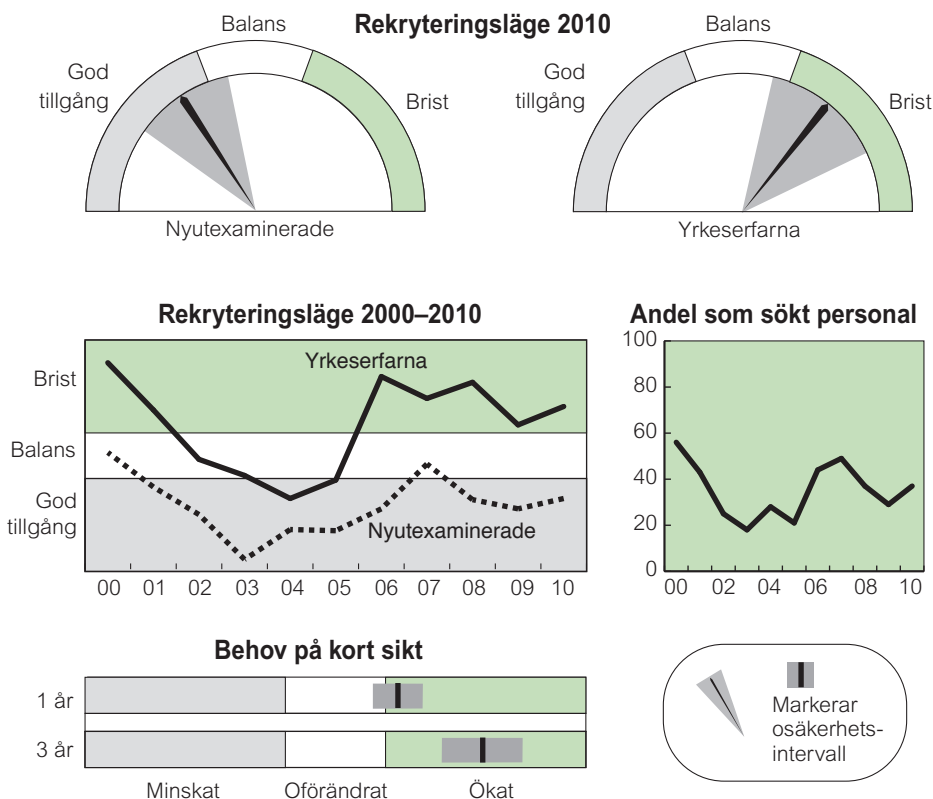 Rekryteringsläge 2010
Balans
God
tillgång
Brist
Nyutexaminerade
Balans
God
tillgång
Brist
Yrkeserfarna
Rekryteringsläge 2000–2010
Brist
Balans
God
tillgång
Yrkeserfarna
Nyutexaminerade
00 01 02 03 04 05 06 07 08 09 10
Andel som sökt personal
100
80
60
40
20
0
00 02 04 06 08 10
Behov på kort sikt
1 år
3 år
Minskat Oförändrat Ökat
Markerar
osäkerhets-
intervall